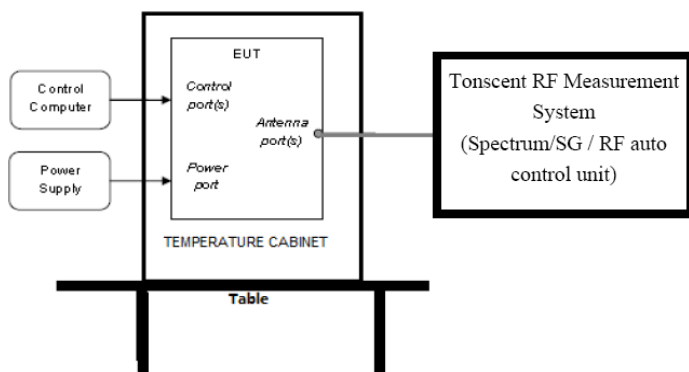 EUT
Control
Computer
Control
port(s)
Antenna
port(s)
Power
Supply
Power
port
TEMPERATURE CABINET
Table
Tonscent RF Measurement
System
(Spectrum/SG / RF auto
control unit)